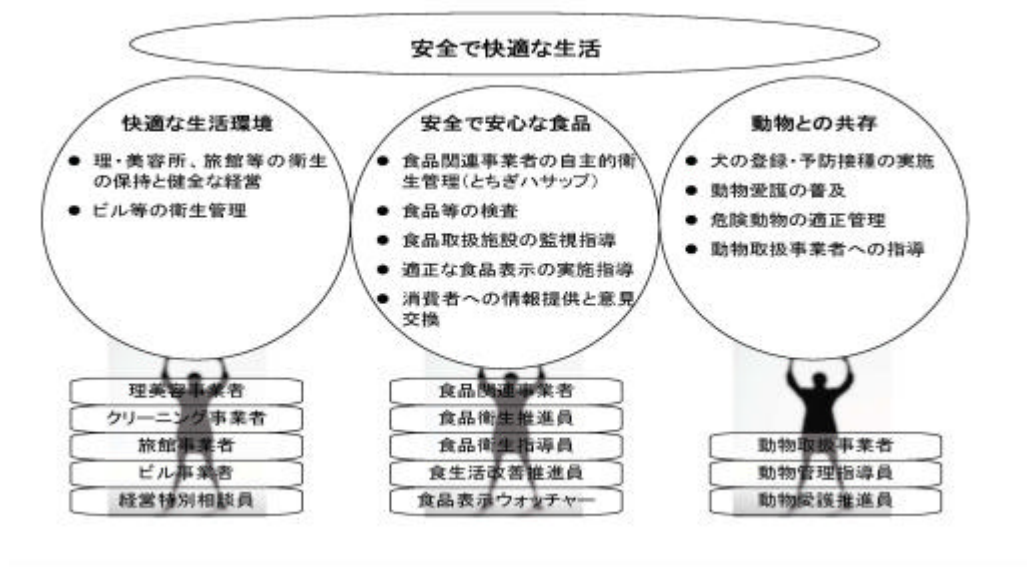 安全で快適な生活
快適な生活環境
● 理・美容所、旅館等の衛生
の保持と健全な経営
● ビル等の衛生管理
安全で安心な食品
● 食品関連事業者の自主的衛
生管理(とちぎハサップ)
● 食品等の検査
● 食品取扱施設の監視指導
● 適正な食品表示の実施指導
● 消費者への情報提供と意見
交換
動物との共存
● 犬の登録・予防接種の実施
● 動物愛護の普及
● 危険動物の適正管理
● 動物取扱事業者への指導
理美容事業者
クリーニング事業者
旅館事業者
ビル事業者
経営特別相談員
食品関連事業者
食品衛生推進員
食品衛生指導員
食生活改善推進員
食品表示ウォッチャー
動物取扱事業者
動物管理指導員
動物愛護推進員